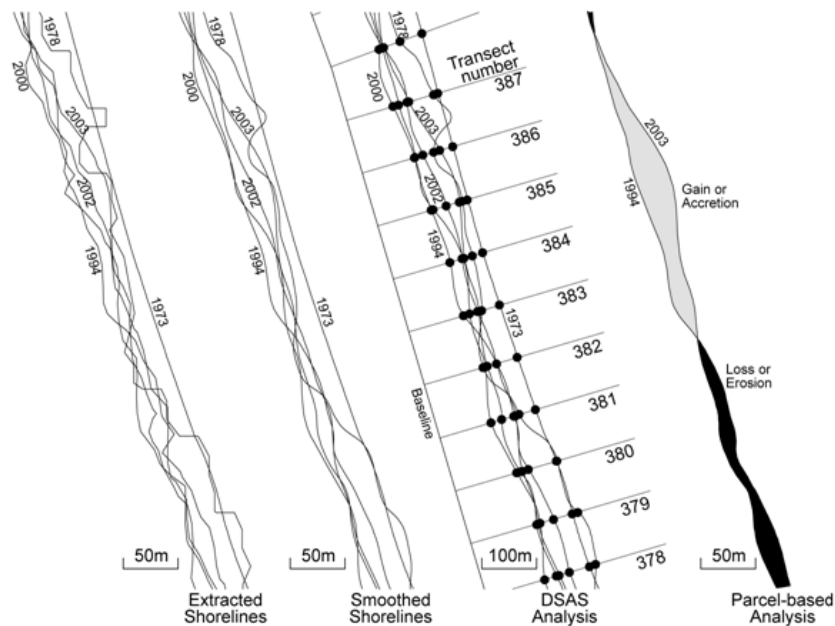 1978
2000
2003
2002
1994
1973
50m
Extracted
Shorelines
1978
2000
2003
2002
1994
1973
50m
Smoothed
Shorelines
1978
2000
2003
2002
1994
1973
Baseline
Transect
number
387
386
385
384
383
382
381
380
379
378
100m
DSAS
Analysis
2003
1994
Gain or
Accretion
Loss or
Erosion
50m
Parcel-based
Analysis